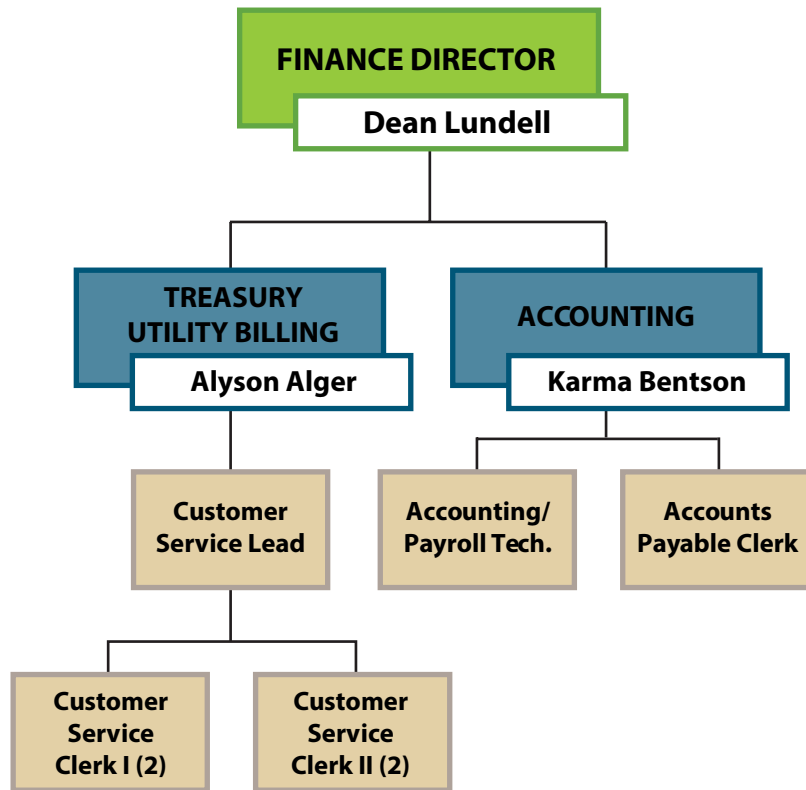 FINANCE DIRECTOR
Dean Lundell
TREASURY
UTILITY BILLING
Alyson Alger
ACCOUNTING
Karma Bentson
Customer
Service Lead
Accounting/
Payroll Tech.
Accounts
Payable Clerk
Customer
Service
Clerk I (2)
Customer
Service
Clerk II (2)